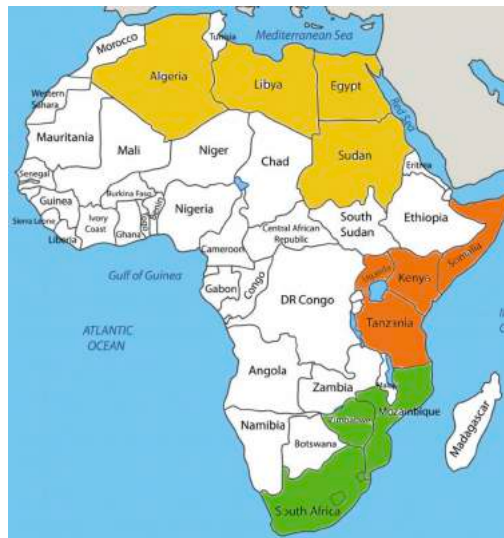 Mediterranean Sea
Morocco
Tunisia
Algeria
Libya
Egypt
Western
Sahara
Red Sea
Mauritania
Mali
Niger
Chad
Sudan
Eritrea
Senegal
Burkina Faso
Guinea
Benin
Nigeria
Sierra Leone
Ivory
Coast
Ghana
Togo
Liberia
South
Sudan
Ethiopia
Central African
Republic
Somalia
Cameroon
Uganda
Kenya
Gulf of Guinea
Gabon
Congo
DR Congo
ATLANTIC
OCEAN
Tanzania
Angola
Zambia
Mozambique
Zimbabwe
Madagascar
Namibia
Botswana
South Africa